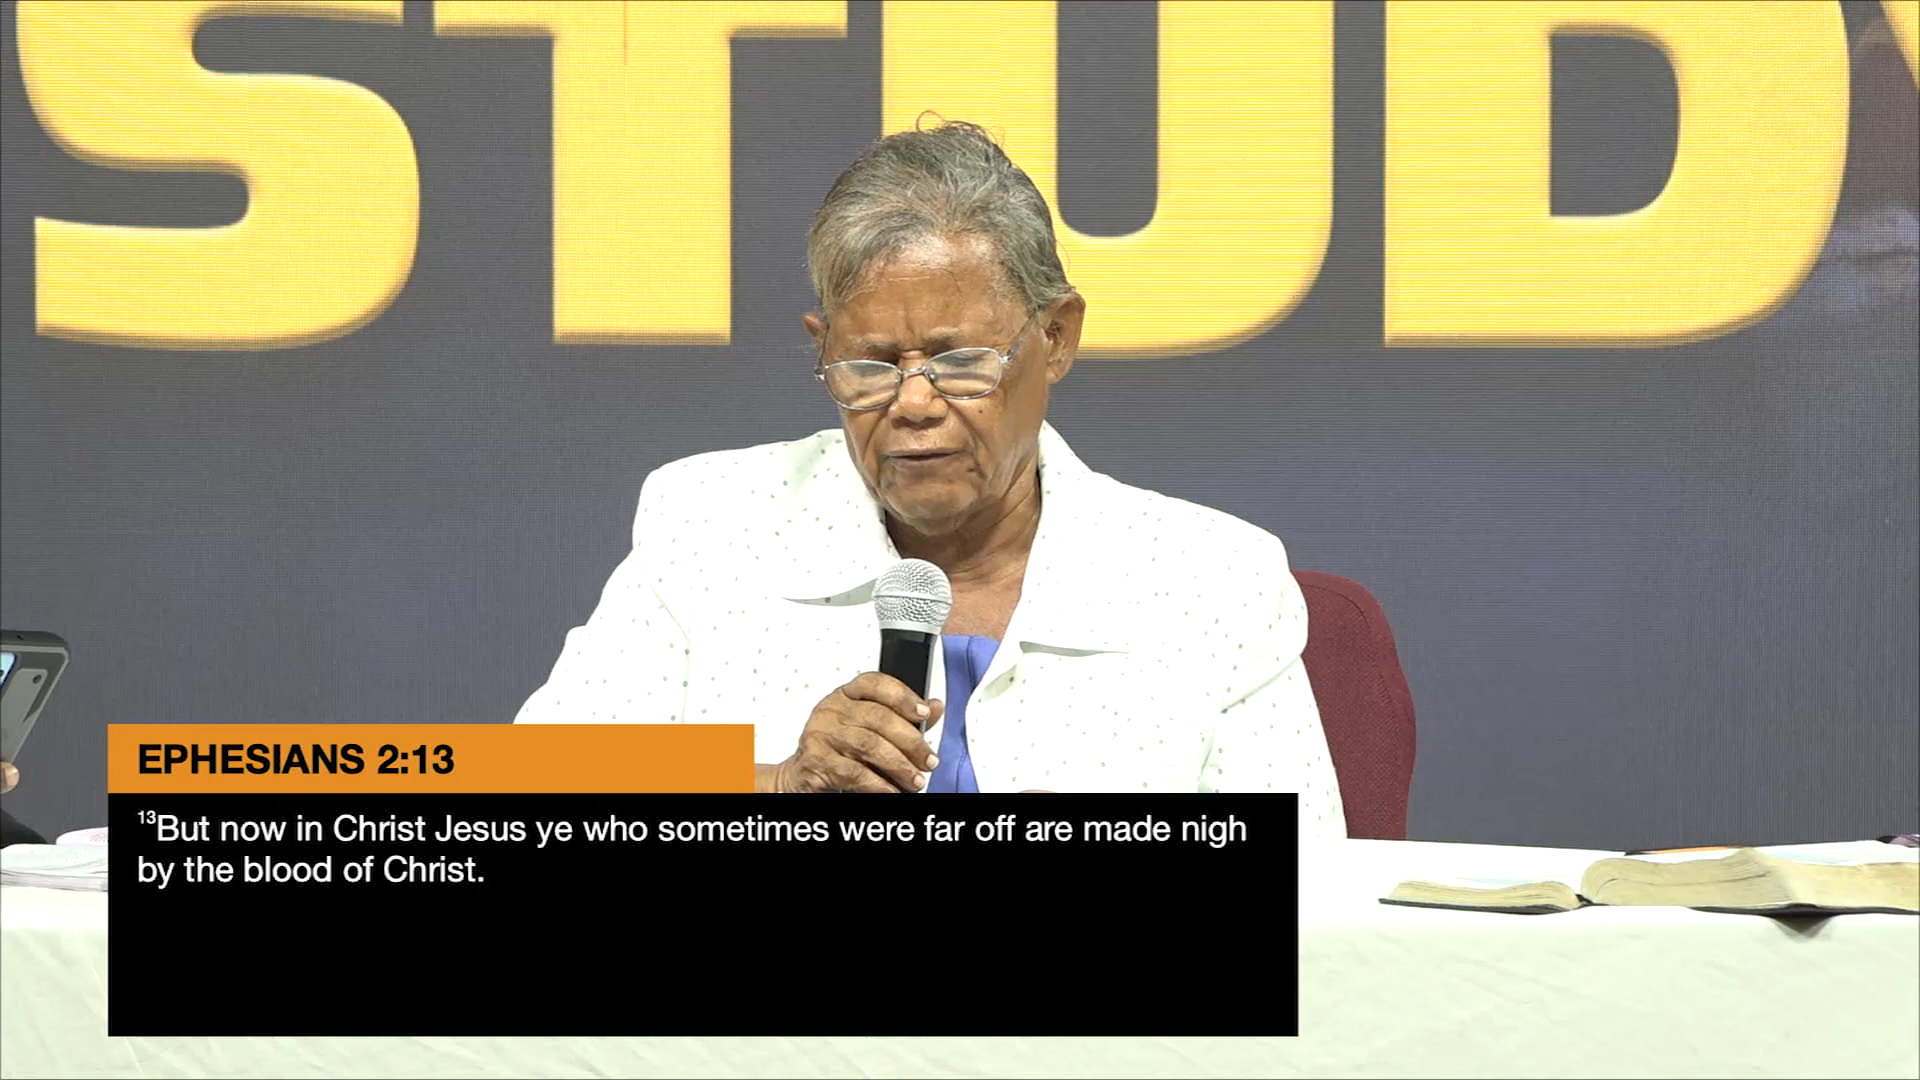 STUDY
EPHESIANS 2:13
13But now in Christ Jesus ye who sometimes were far off are made nigh
by the blood of Christ.